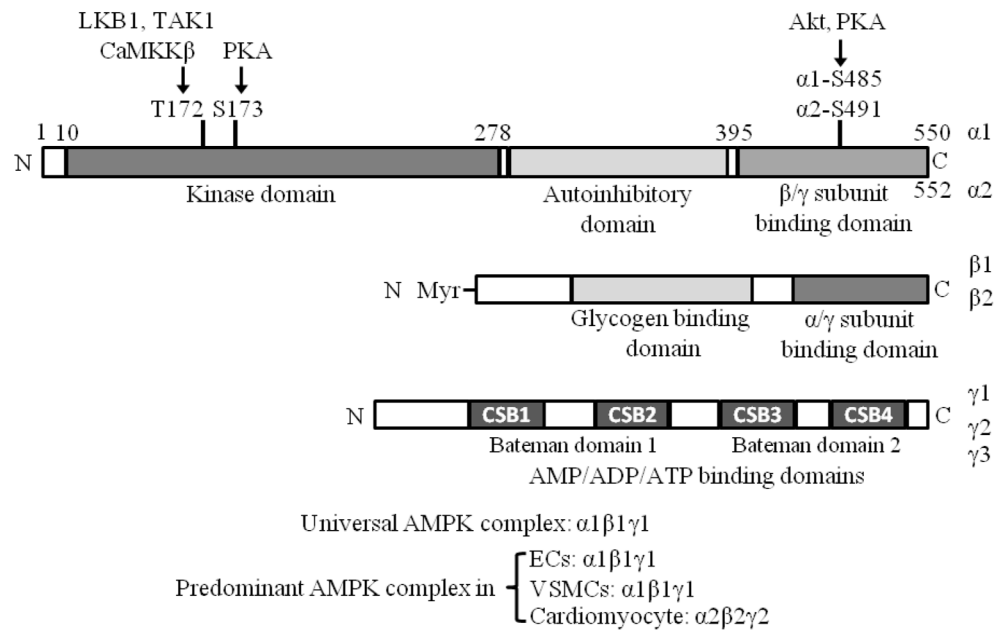 LKB1, TAK1
CaMKKβ PKA
T172 S173
Akt, PKA
α1-S485
α2-S491
1 10 278 395 550 α1
N C
552 α2
Kinase domain
Autoinhibitory
domain
β/γ subunit
binding domain
β1
N Myr C
β2
Glycogen binding
domain
α/γ subunit
binding domain
γ1
N CSB1 CSB2 CSB3 CSB4 C
γ2
Bateman domain 1 Bateman domain 2
γ3
AMP/ADP/ATP binding domains
Universal AMPK complex: α1β1γ1
ECs: α1β1γ1
Predominant AMPK complex in VSMCs: α1β1γ1
Cardiomyocyte: α2β2γ2